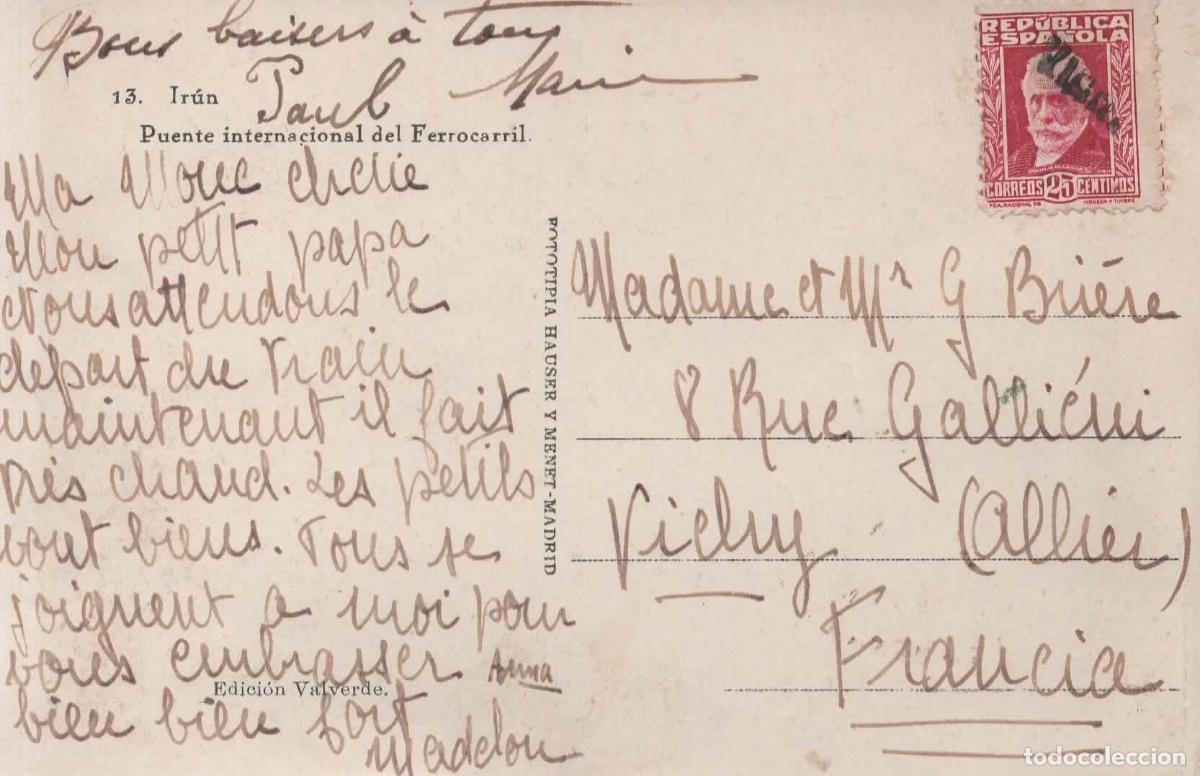 Bons baisers à tous
Paul Marie
13. Irún
Puente internacional del Ferrocarril.
Ma chérie
Mon petit papa
Nous attendons le
départ du train
maintenant il fait
très chaud. Les petits
vont biens. Tous se
joignent a moi pour
vous embrasser
Anna
Edición Valverde.
bien bien fort
Madelon
FOTOTIPIA HAUSER Y MENET-MADRID
REPÚBLICA
ESPAÑOLA
CORREOS 25 CENTIMOS
Madame et Mr G Brière
8 Rue Galliéni
Vichy (Allier)
Francia
todocoleccion